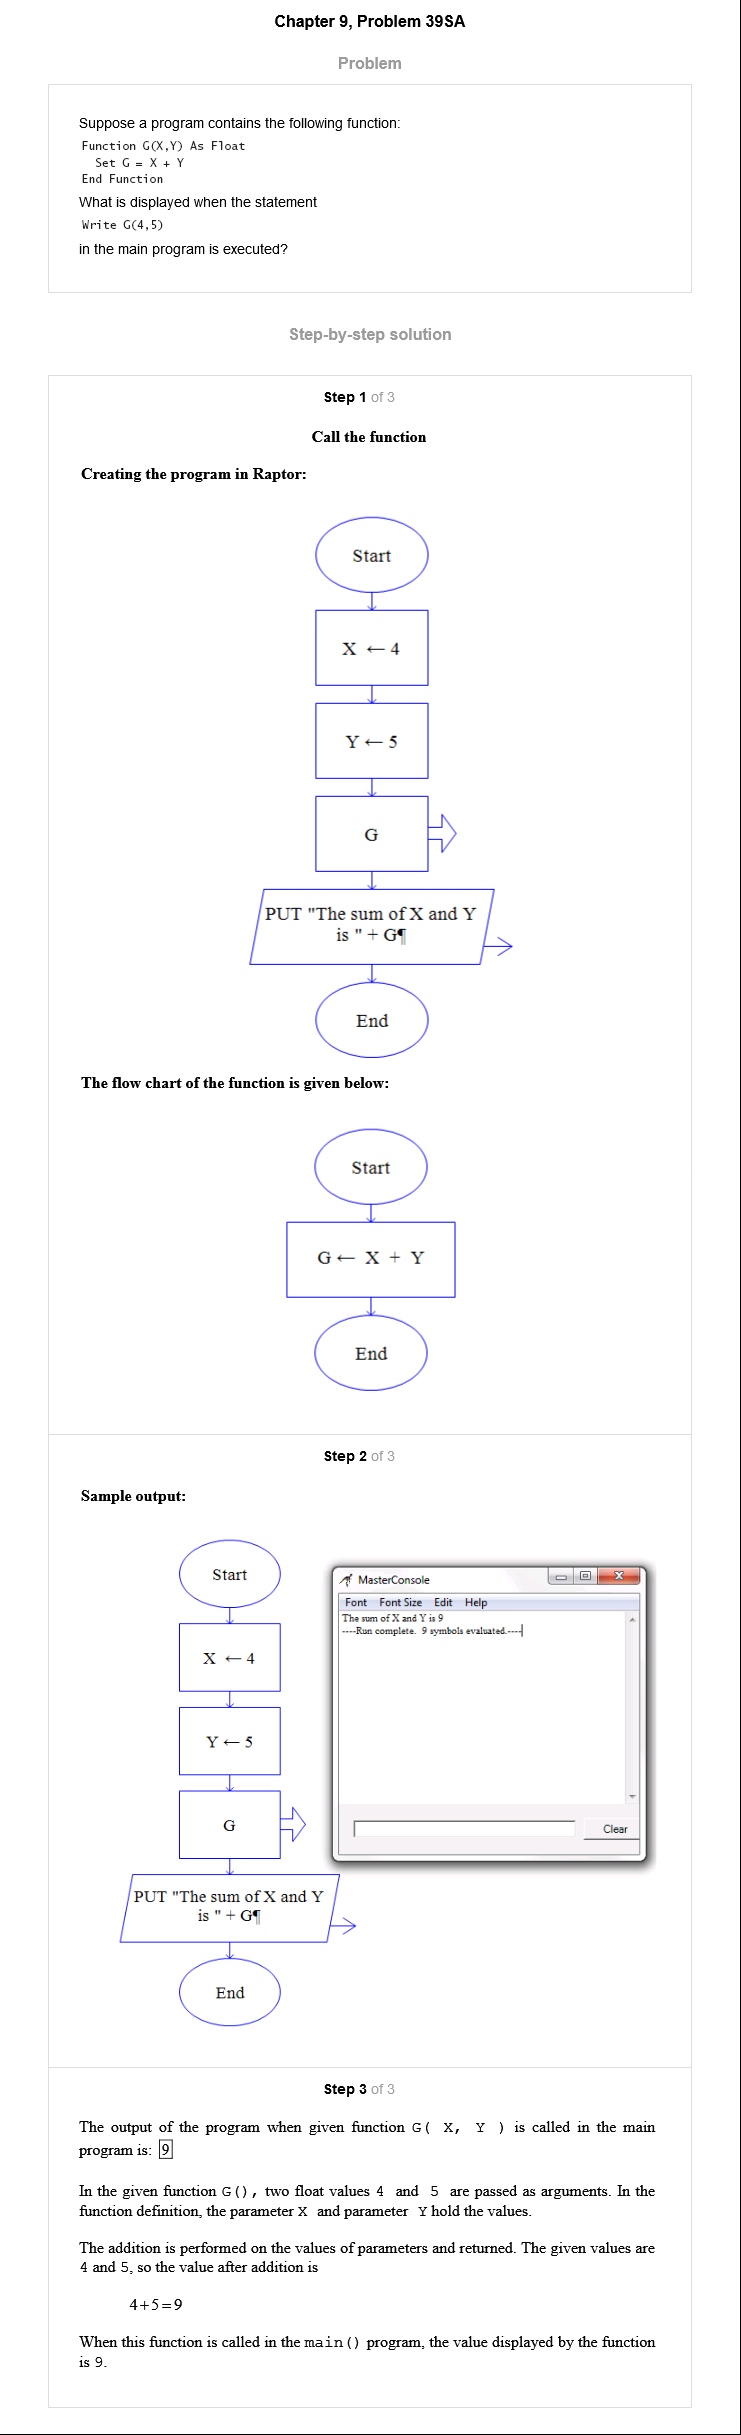 Chapter 9, Problem 39SA
Problem
Suppose a program contains the following function:
Function G(X,Y) As Float
Set G = X + Y
End Function
What is displayed when the statement
Write G(4,5)
in the main program is executed?
Step-by-step solution
Step 1 of 3
Call the function
Creating the program in Raptor:
Start
X ← 4
Y ← 5
G
PUT "The sum of X and Y
is " + G¶
End
The flow chart of the function is given below:
Start
G ← X + Y
End
Step 2 of 3
Sample output:
Start
X ← 4
Y ← 5
G
PUT "The sum of X and Y
is " + G¶
End
MasterConsole
Font Font Size Edit Help
The sum of X and Y is 9
----Run complete. 9 symbols evaluated.----
Clear
Step 3 of 3
The output of the program when given function G( X, Y ) is called in the main
program is: 9
In the given function G(), two float values 4 and 5 are passed as arguments. In the
function definition, the parameter X and parameter Y hold the values.
The addition is performed on the values of parameters and returned. The given values are
4 and 5, so the value after addition is
4+5=9
When this function is called in the main() program, the value displayed by the function
is 9.